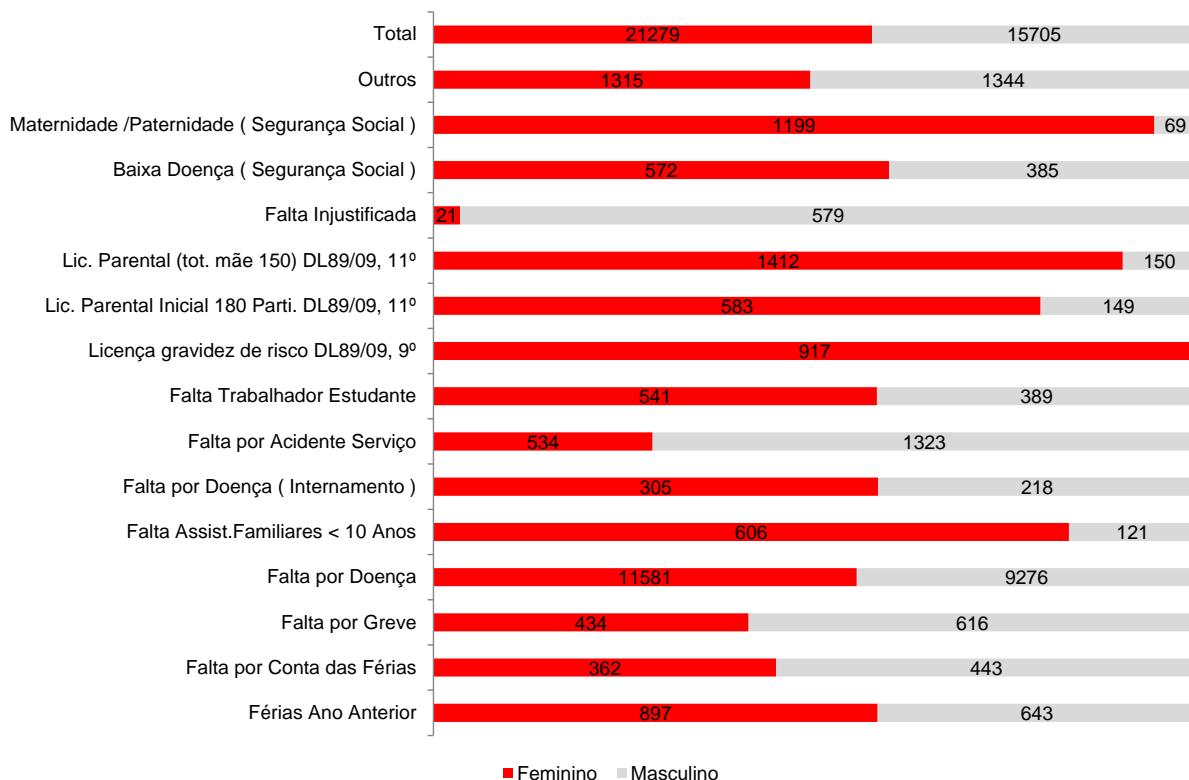 Total 21279 15705
Outros 1315 1344
Maternidade /Paternidade ( Segurança Social ) 1199 69
Baixa Doença ( Segurança Social ) 572 385
Falta Injustificada 21 579
Lic. Parental (tot. mãe 150) DL89/09, 11º 1412 150
Lic. Parental Inicial 180 Parti. DL89/09, 11º 583 149
Licença gravidez de risco DL89/09, 9º 917
Falta Trabalhador Estudante 541 389
Falta por Acidente Serviço 534 1323
Falta por Doença ( Internamento ) 305 218
Falta Assist.Familiares < 10 Anos 606 121
Falta por Doença 11581 9276
Falta por Greve 434 616
Falta por Conta das Férias 362 443
Férias Ano Anterior 897 643
Feminino Masculino